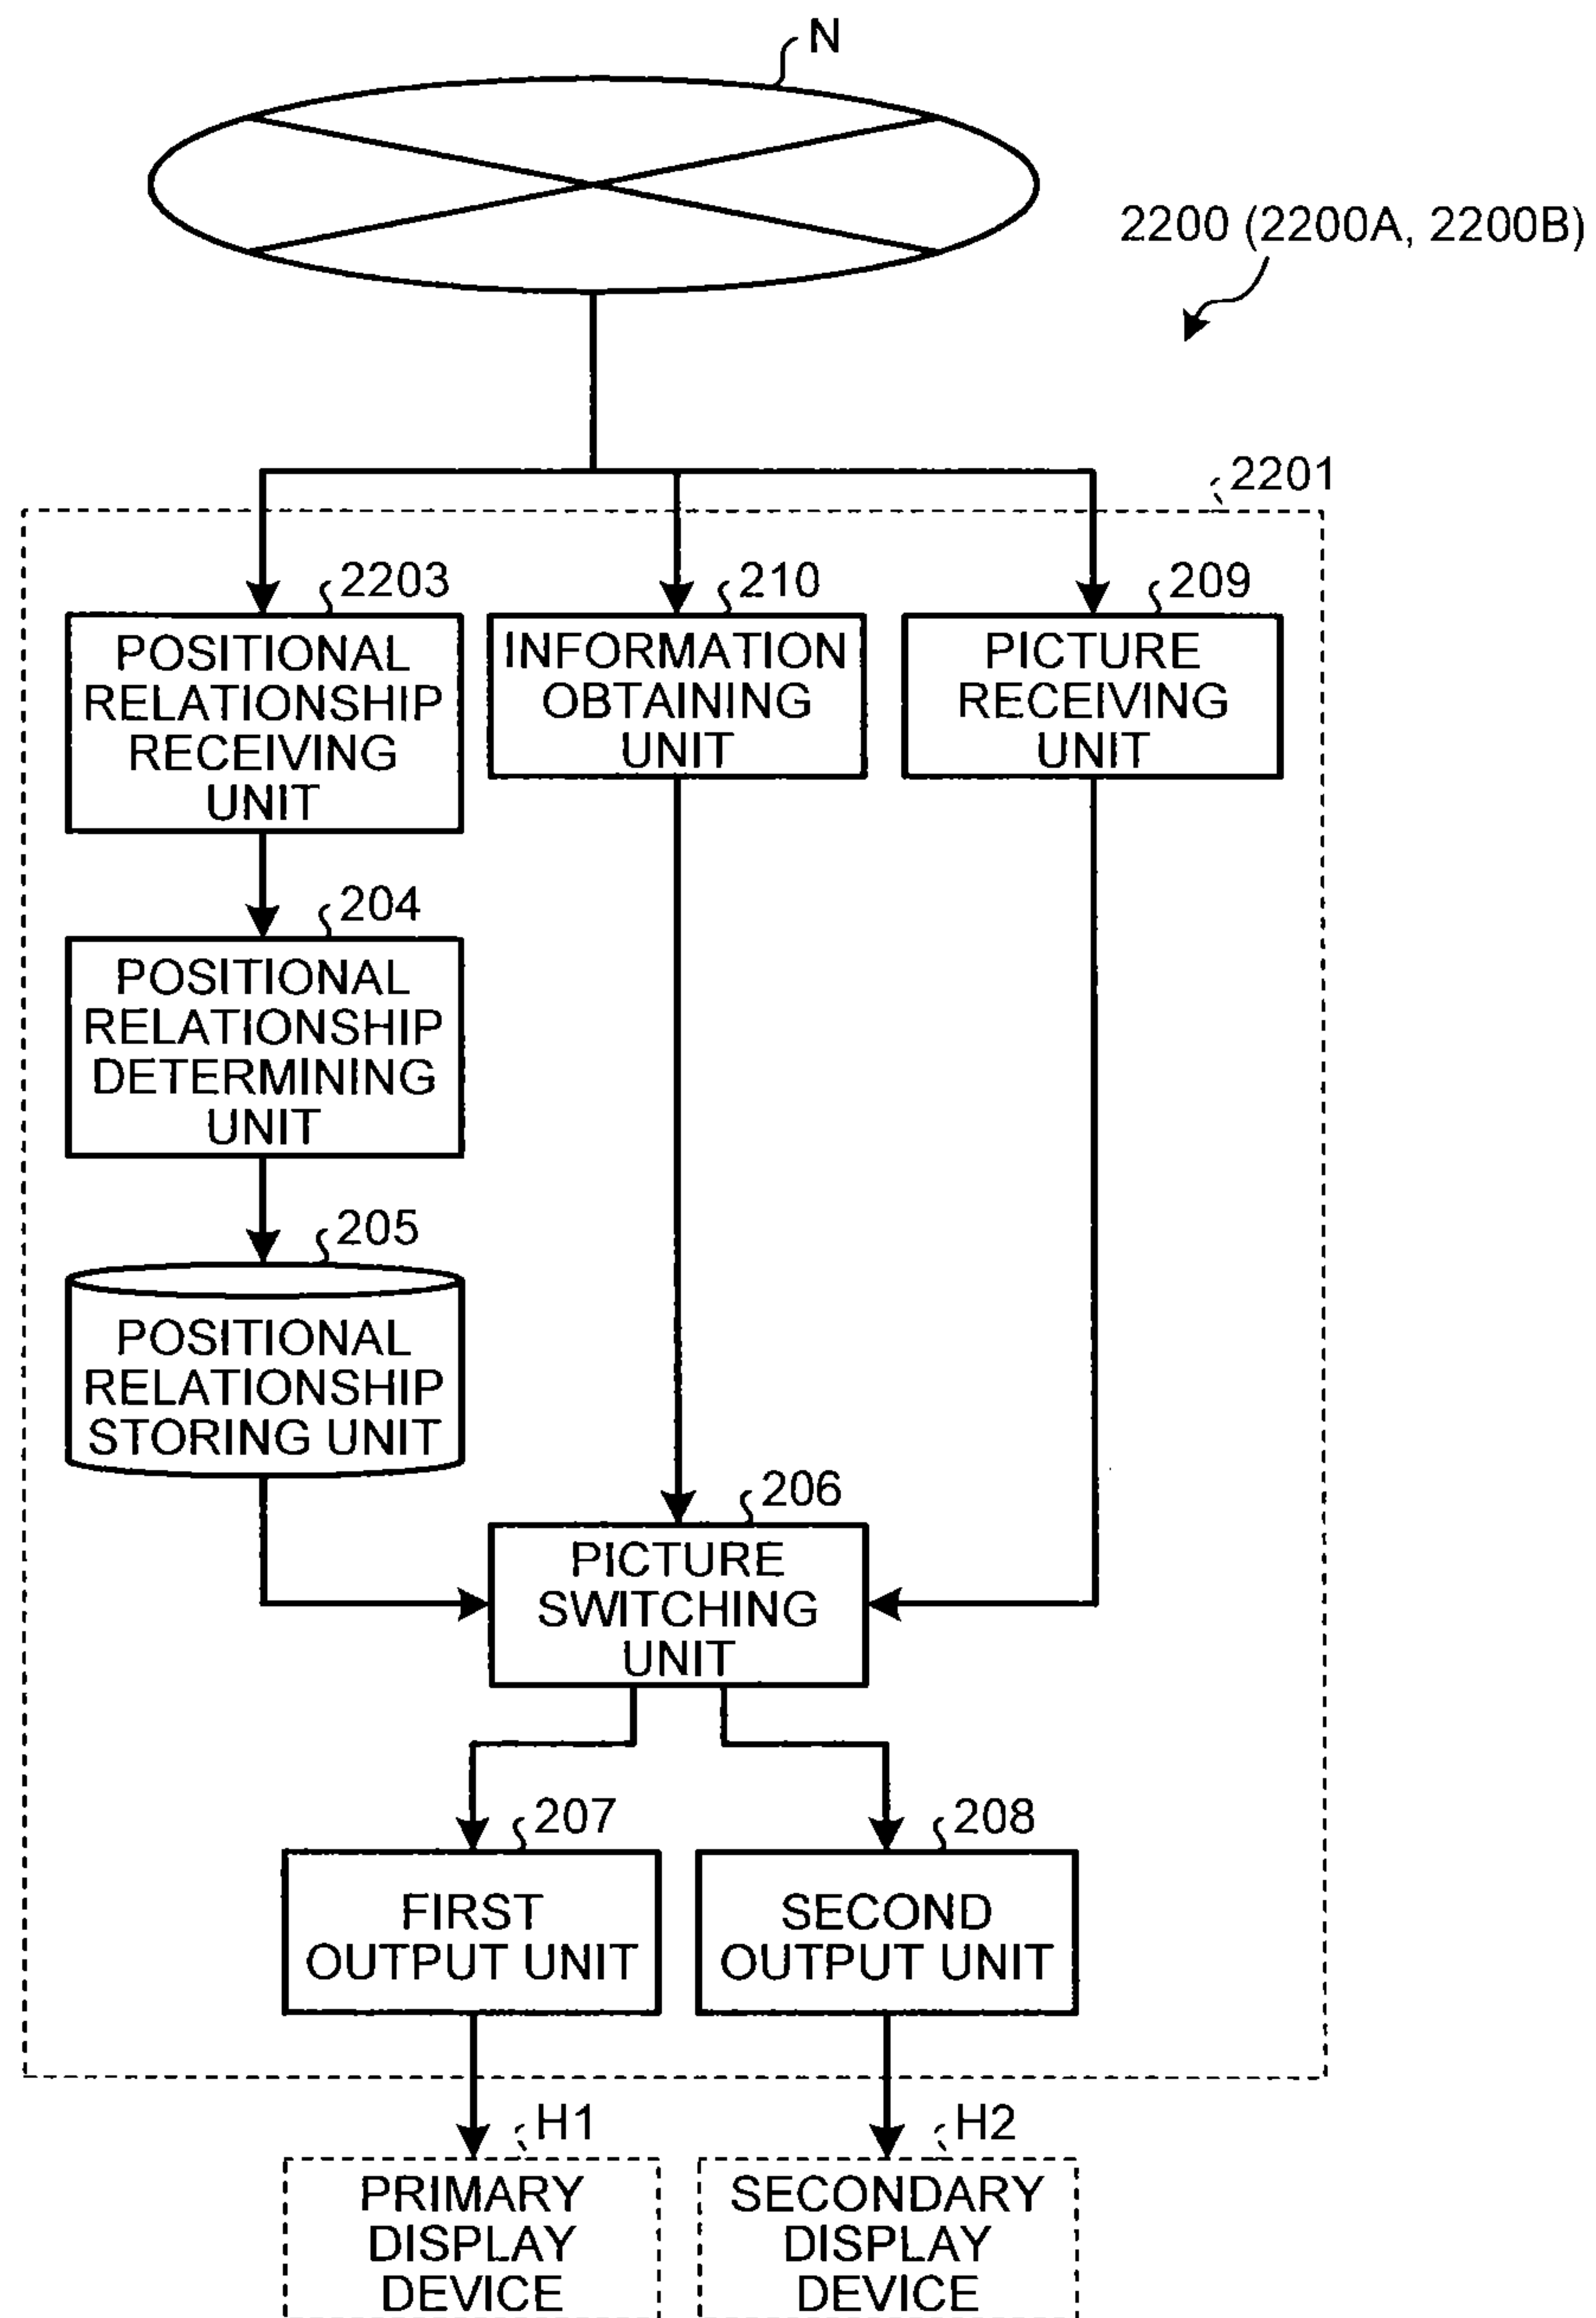 N
2200 (2200A, 2200B)
2201
2203
POSITIONAL
RELATIONSHIP
RECEIVING
UNIT
210
INFORMATION
OBTAINING
UNIT
209
PICTURE
RECEIVING
UNIT
204
POSITIONAL
RELATIONSHIP
DETERMINING
UNIT
205
POSITIONAL
RELATIONSHIP
STORING UNIT
206
PICTURE
SWITCHING
UNIT
207
FIRST
OUTPUT UNIT
208
SECOND
OUTPUT UNIT
H1
PRIMARY
DISPLAY
DEVICE
H2
SECONDARY
DISPLAY
DEVICE